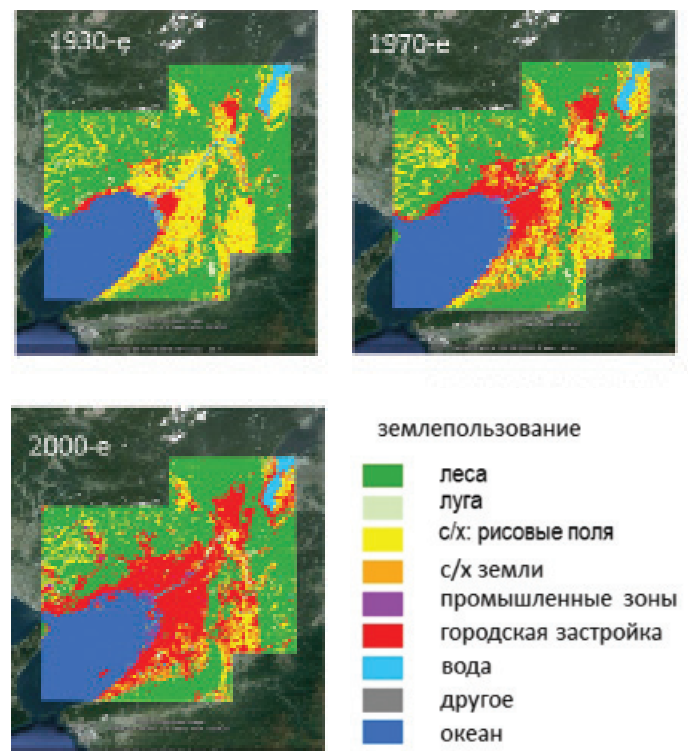 1930-е
1970-е
2000-е
землепользование
леса
луга
с/х: рисовые поля
с/х земли
промышленные зоны
городская застройка
вода
другое
океан